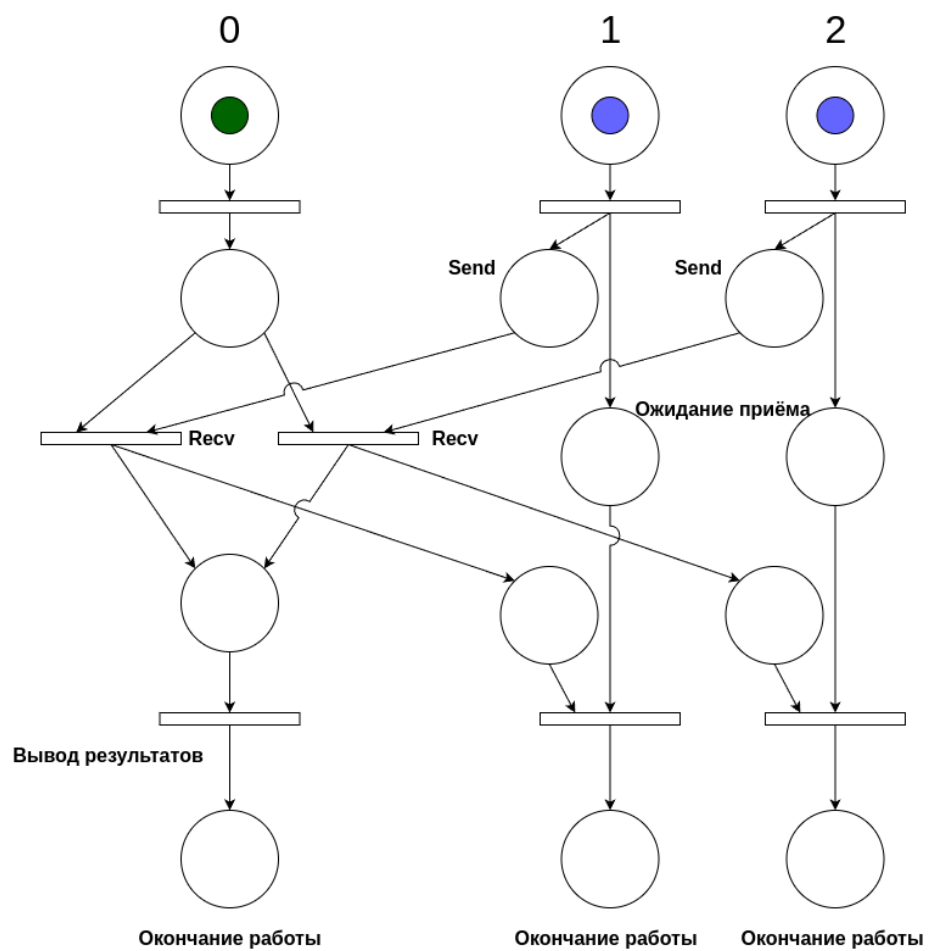 0
1
2
Send
Send
Ожидание приёма
Recv
Recv
Вывод результатов
Окончание работы
Окончание работы
Окончание работы